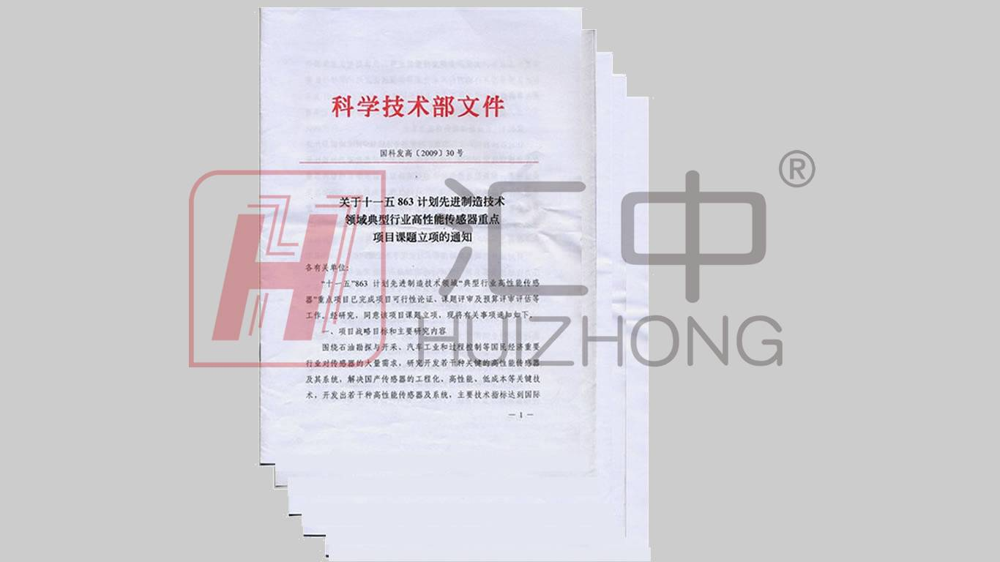 科学技术部文件
国科发高〔2009〕30号
关于十一五 863 计划先进制造技术
领域典型行业高性能传感器重点
项目课题立项的通知
各有关单位:
“十一五”863 计划先进制造技术领域“典型行业高性能传感
器”重点项目已完成项目可行性论证、课题评审及预算评审评估等
工作。经研究，同意该项目课题立项，现将有关事项通知如下。
一、项目战略目标和主要研究内容
围绕石油勘探与开采、汽车工业和过程控制等国民经济重要
行业对传感器的大量需求，研究开发若干种关键的高性能传感器
及其系统，解决国产传感器的工程化、高性能、低成本等关键技
术，开发出若干种高性能传感器及系统，主要技术指标达到国际
— 1 —
H
汇中®
HUIZHONG